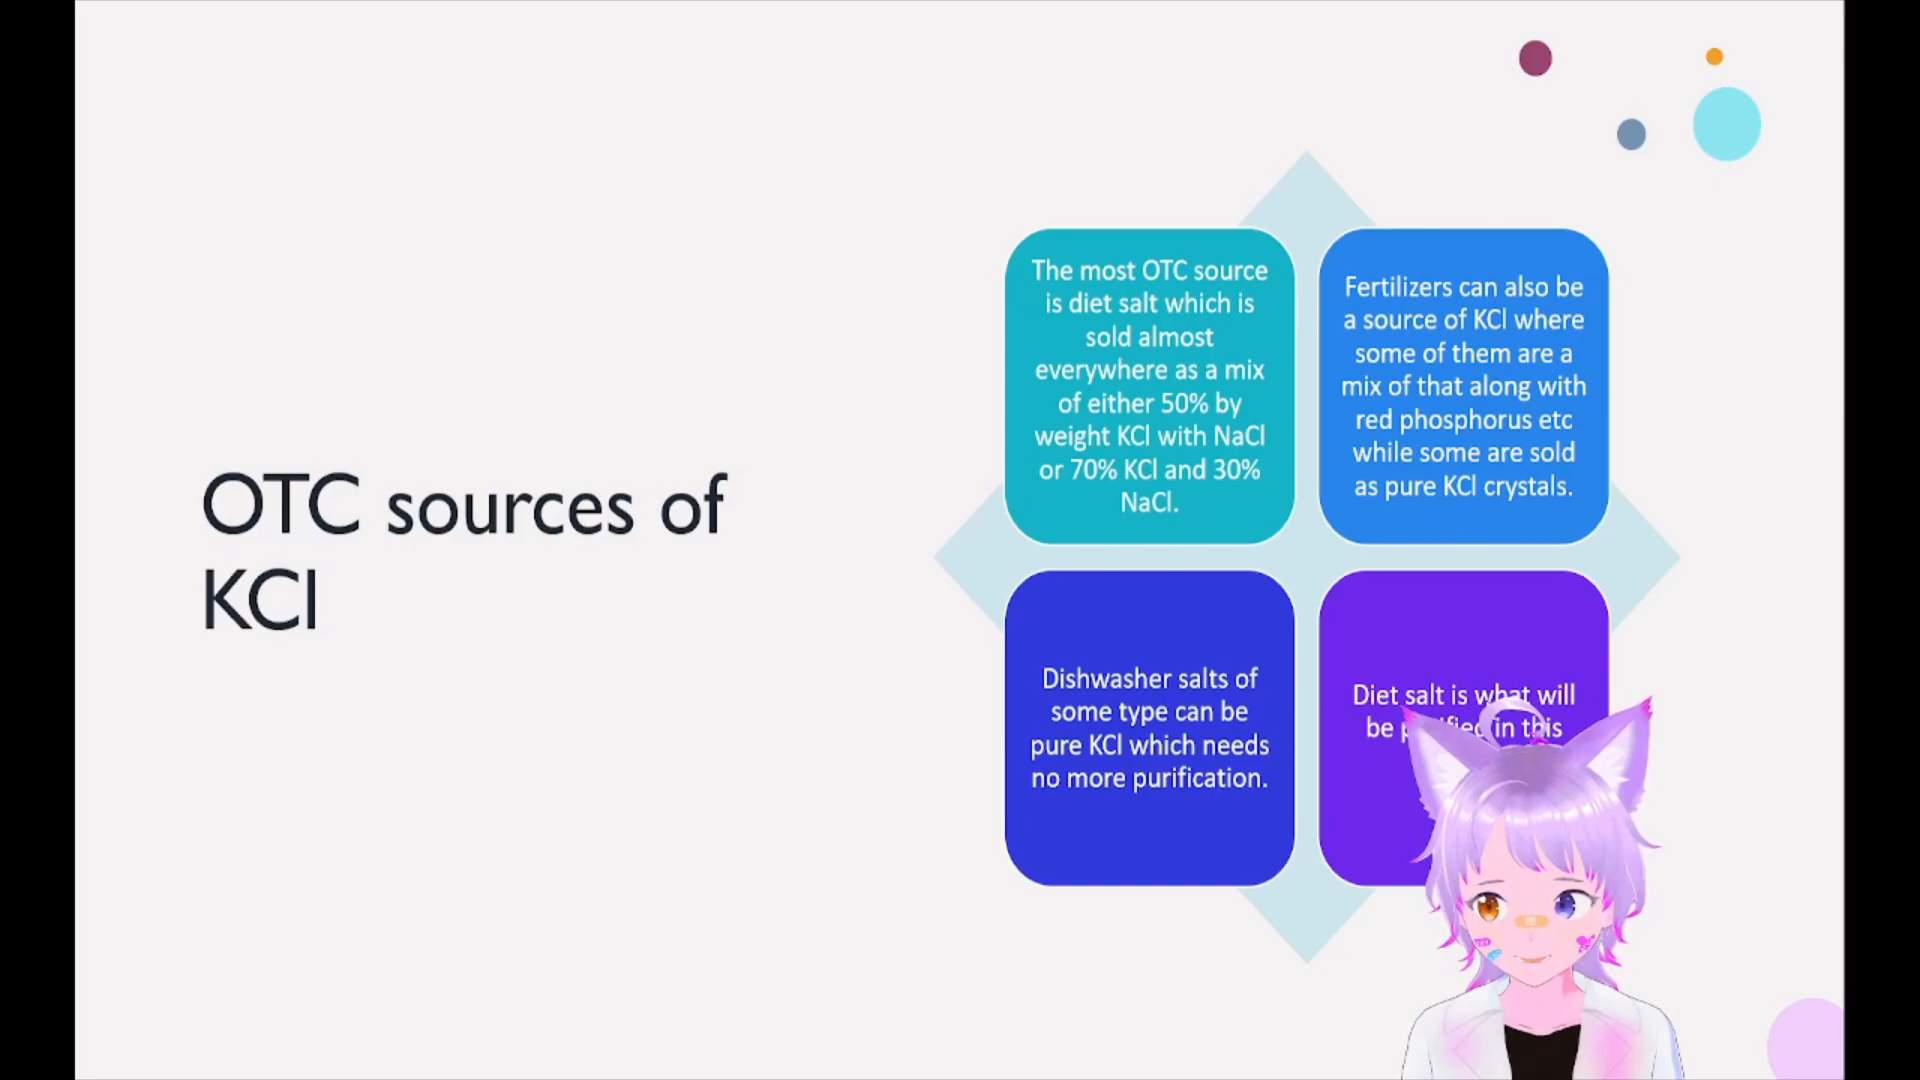 OTC sources of
KCl
The most OTC source
is diet salt which is
sold almost
everywhere as a mix
of either 50% by
weight KCl with NaCl
or 70% KCl and 30%
NaCl.
Fertilizers can also be
a source of KCl where
some of them are a
mix of that along with
red phosphorus etc
while some are sold
as pure KCl crystals.
Dishwasher salts of
some type can be
pure KCl which needs
no more purification.
Diet salt is what will
be purified in this